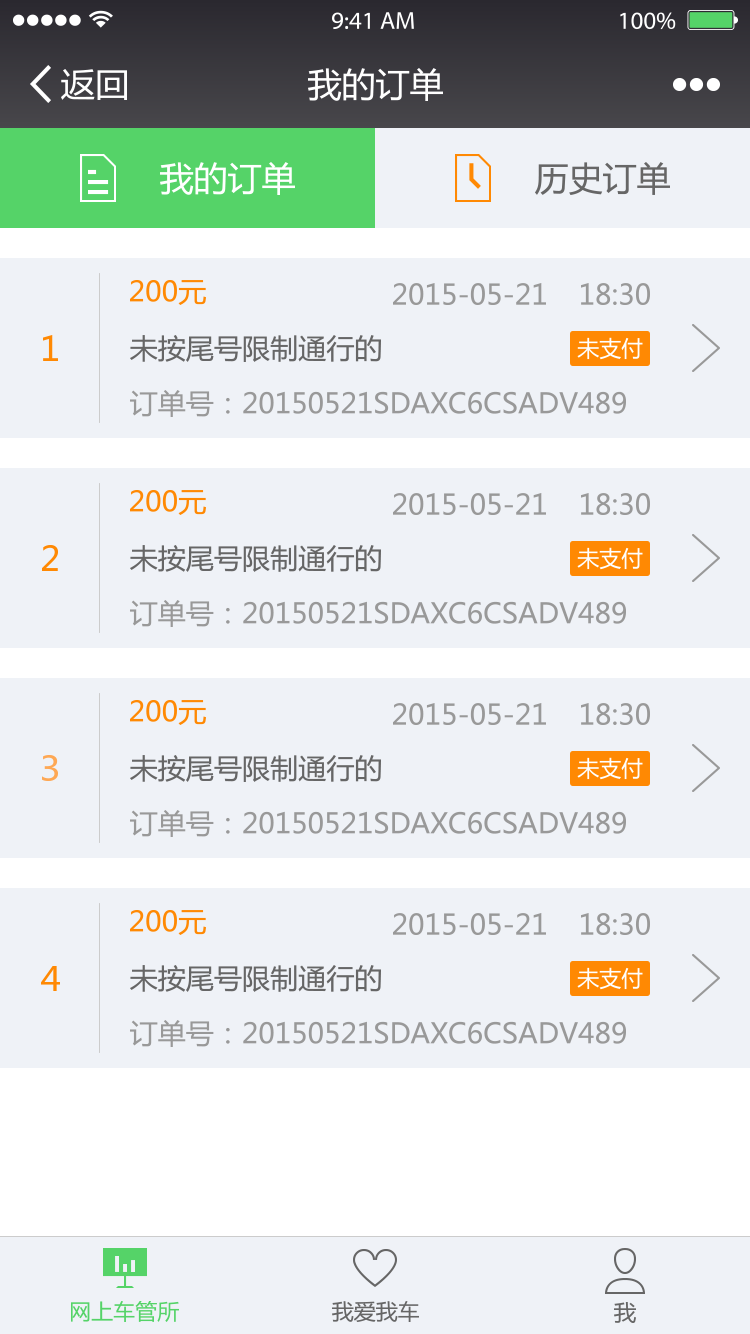 9:41 AM 100%
返回 我的订单
我的订单 历史订单
200元 2015-05-21 18:30
1 未按尾号限制通行的 未支付
订单号：20150521SDAXC6CSADV489
200元 2015-05-21 18:30
2 未按尾号限制通行的 未支付
订单号：20150521SDAXC6CSADV489
200元 2015-05-21 18:30
3 未按尾号限制通行的 未支付
订单号：20150521SDAXC6CSADV489
200元 2015-05-21 18:30
4 未按尾号限制通行的 未支付
订单号：20150521SDAXC6CSADV489
网上车管所 我爱我车 我